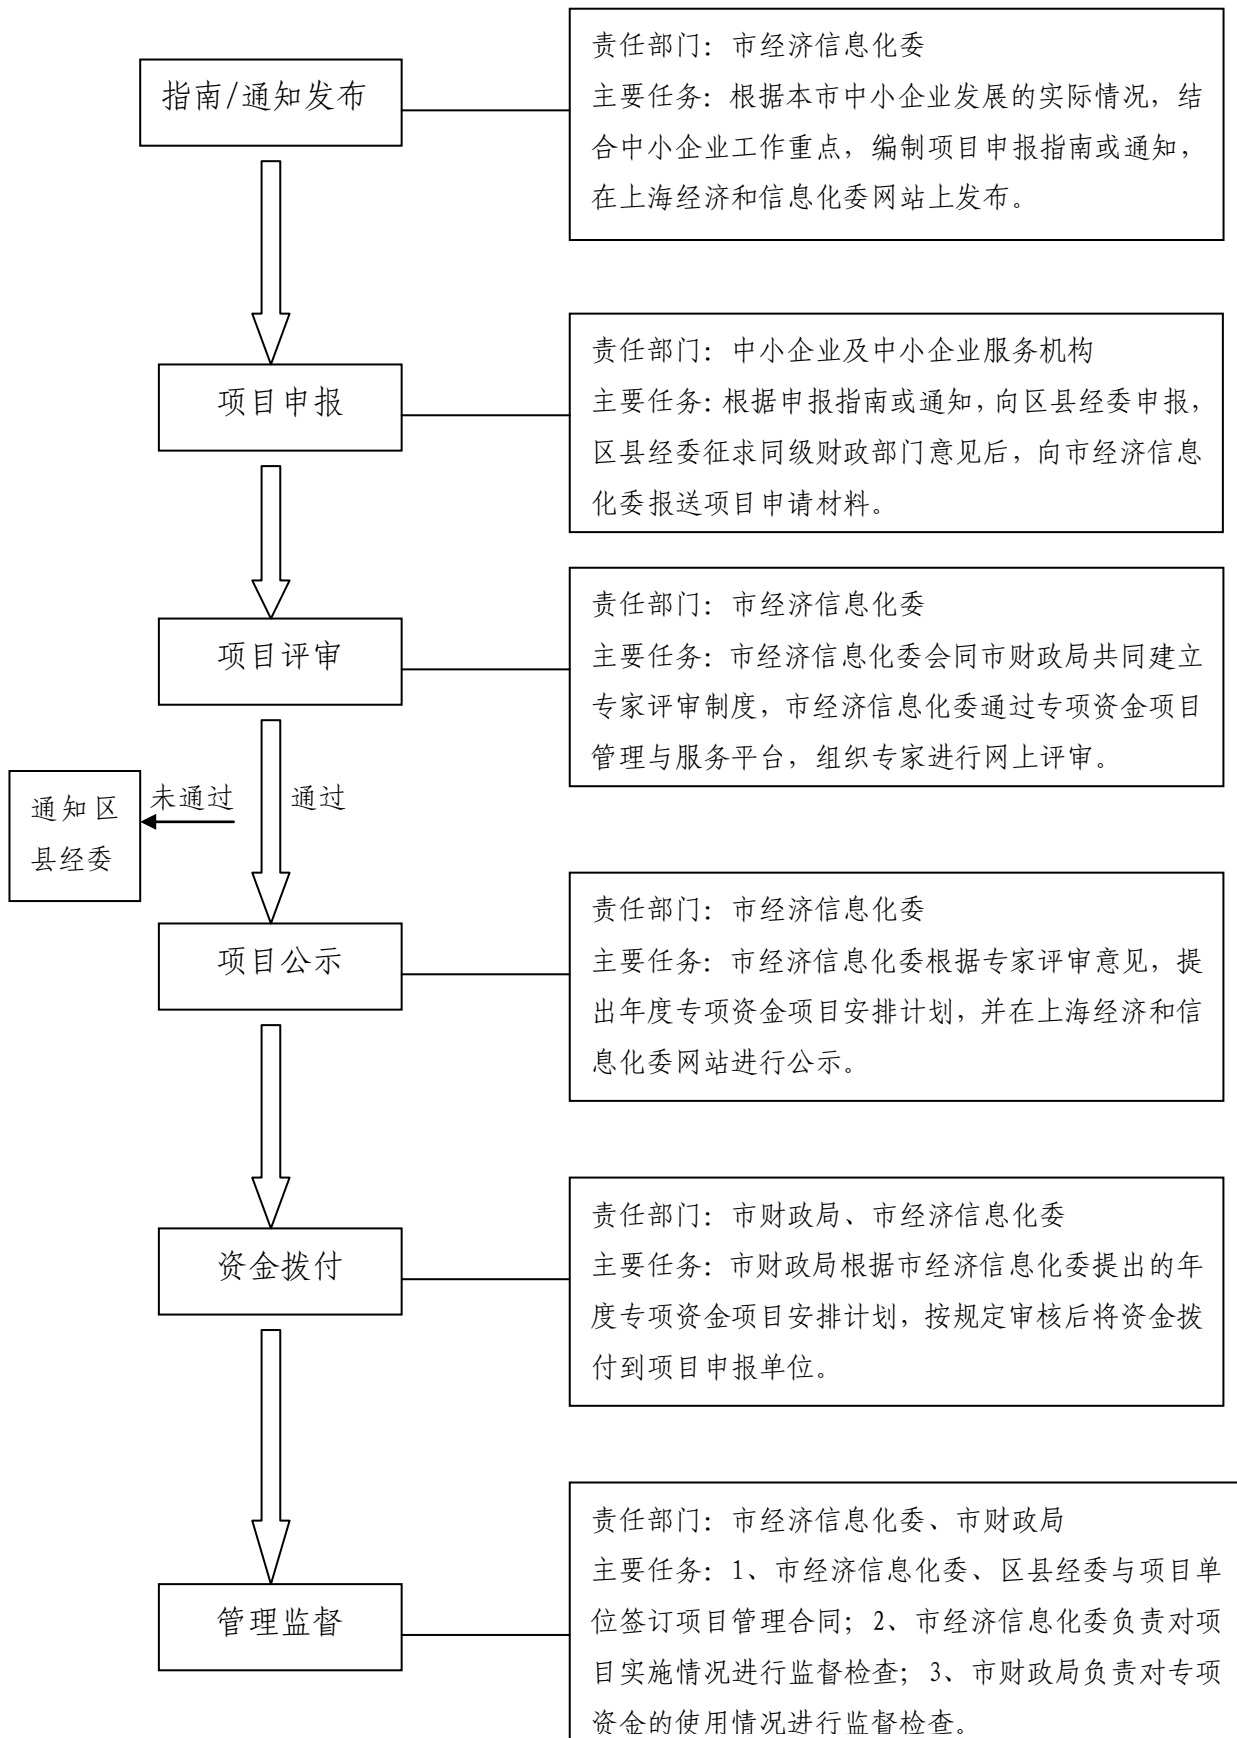 指南/通知发布
责任部门：市经济信息化委
主要任务：根据本市中小企业发展的实际情况，结
合中小企业工作重点，编制项目申报指南或通知，
在上海经济和信息化委网站上发布。
项目申报
责任部门：中小企业及中小企业服务机构
主要任务：根据申报指南或通知，向区县经委申报，
区县经委征求同级财政部门意见后，向市经济信息
化委报送项目申请材料。
项目评审
责任部门：市经济信息化委
主要任务：市经济信息化委会同市财政局共同建立
专家评审制度，市经济信息化委通过专项资金项目
管理与服务平台，组织专家进行网上评审。
通知区
县经委
未通过
通过
项目公示
责任部门：市经济信息化委
主要任务：市经济信息化委根据专家评审意见，提
出年度专项资金项目安排计划，并在上海经济和信
息化委网站进行公示。
资金拨付
责任部门：市财政局、市经济信息化委
主要任务：市财政局根据市经济信息化委提出的年
度专项资金项目安排计划，按规定审核后将资金拨
付到项目申报单位。
管理监督
责任部门：市经济信息化委、市财政局
主要任务：1、市经济信息化委、区县经委与项目单
位签订项目管理合同；2、市经济信息化委负责对项
目实施情况进行监督检查；3、市财政局负责对专项
资金的使用情况进行监督检查。